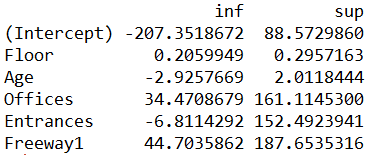 inf sup
(Intercept) -207.3518672 88.5729860
Floor 0.2059949 0.2957163
Age -2.9257669 2.0118444
Offices 34.4708679 161.1145300
Entrances -6.8114292 152.4923941
Freeway1 44.7035862 187.6535316